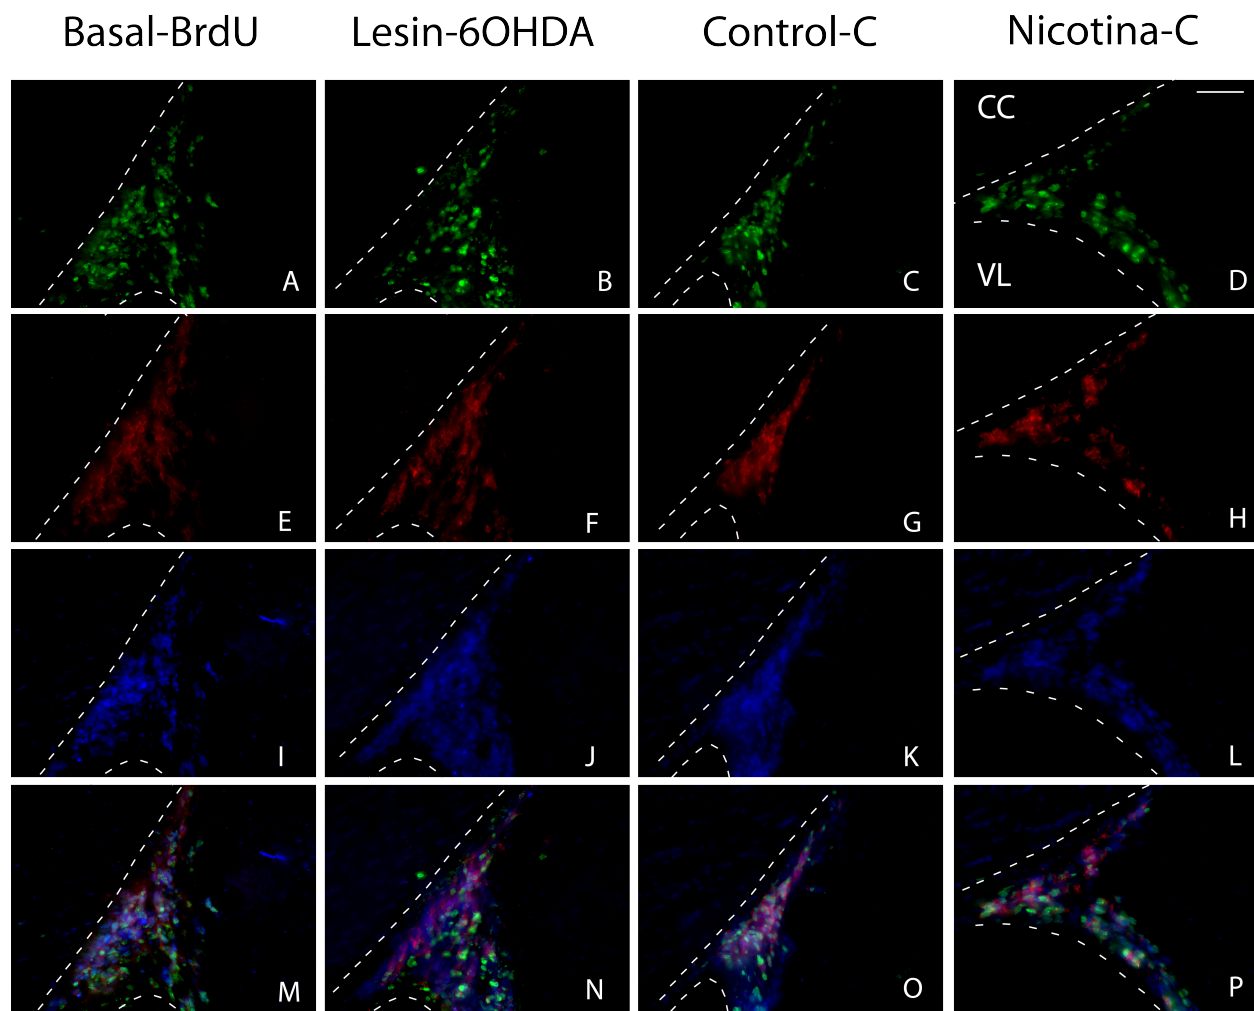 Basal-BrdU Lesin-6OHDA Control-C Nicotina-C
CC
VL
A B C D
E F G H
I J K L
M N O P